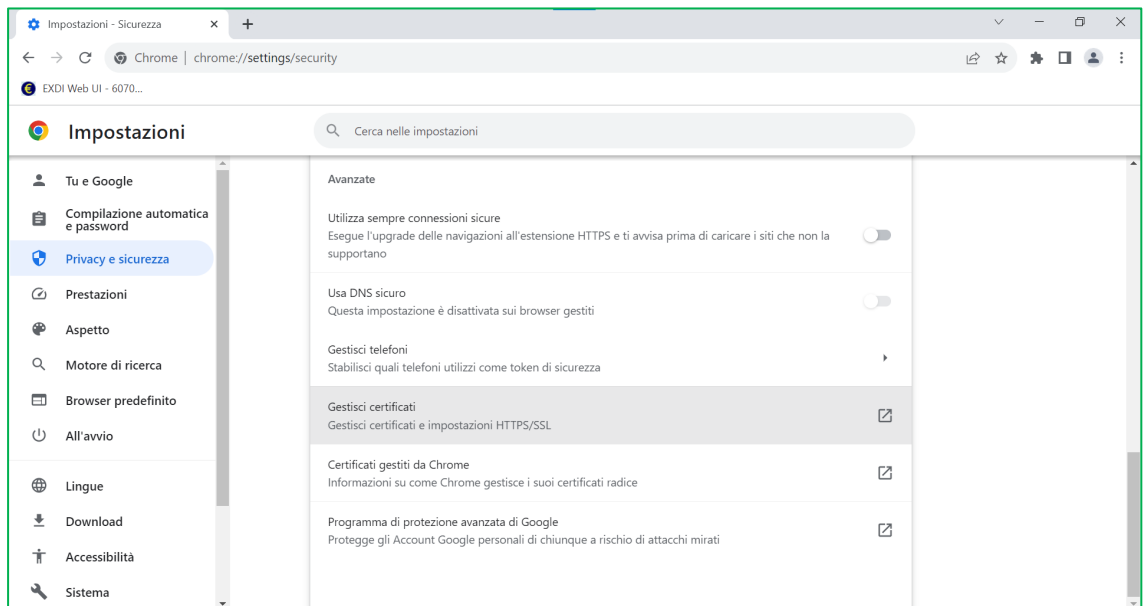 Impostazioni - Sicurezza
Chrome | chrome://settings/security
EXDI Web UI - 6070...
Impostazioni
Cerca nelle impostazioni
Tu e Google
Compilazione automatica
e password
Privacy e sicurezza
Prestazioni
Aspetto
Motore di ricerca
Browser predefinito
All'avvio
Lingue
Download
Accessibilità
Sistema
Avanzate
Utilizza sempre connessioni sicure
Esegue l'upgrade delle navigazioni all'estensione HTTPS e ti avvisa prima di caricare i siti che non la
supportano
Usa DNS sicuro
Questa impostazione è disattivata sui browser gestiti
Gestisci telefoni
Stabilisci quali telefoni utilizzi come token di sicurezza
Gestisci certificati
Gestisci certificati e impostazioni HTTPS/SSL
Certificati gestiti da Chrome
Informazioni su come Chrome gestisce i suoi certificati radice
Programma di protezione avanzata di Google
Protegge gli Account Google personali di chiunque a rischio di attacchi mirati